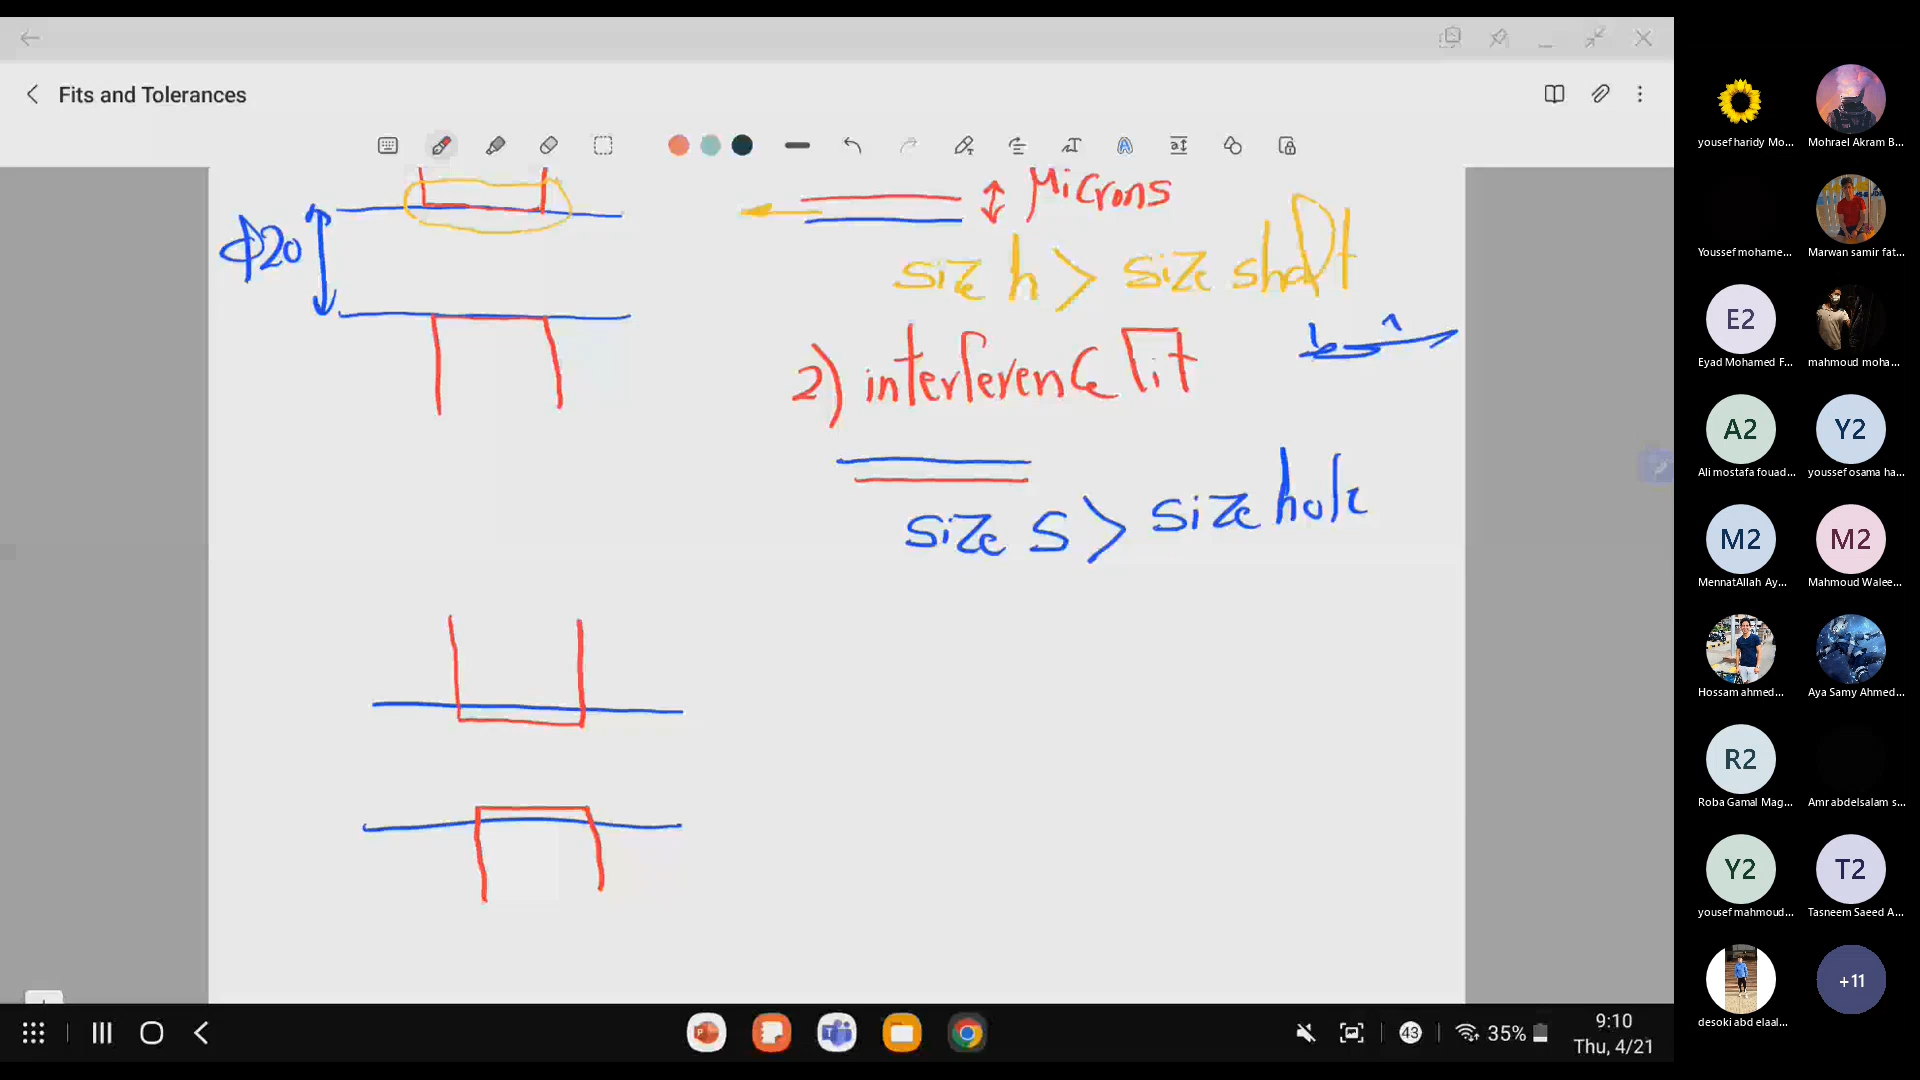 Fits and Tolerances
Φ20
Microns
size h > size shaft
2) interference fit
size s > size hole
yousef haridy Mo...
Mohrael Akram B...
Youssef mohame...
Marwan samir fat...
E2
Eyad Mohamed F...
mahmoud moha...
A2
Ali mostafa fouad...
Y2
youssef osama ha...
M2
MennatAllah Ay...
M2
Mahmoud Walee...
Hossam ahmed...
Aya Samy Ahmed...
R2
Roba Gamal Mag...
Amr abdelsalam s...
Y2
yousef mahmoud...
T2
Tasneem Saeed A...
desoki abd elaal...
+11
43
35%
9:10
Thu, 4/21